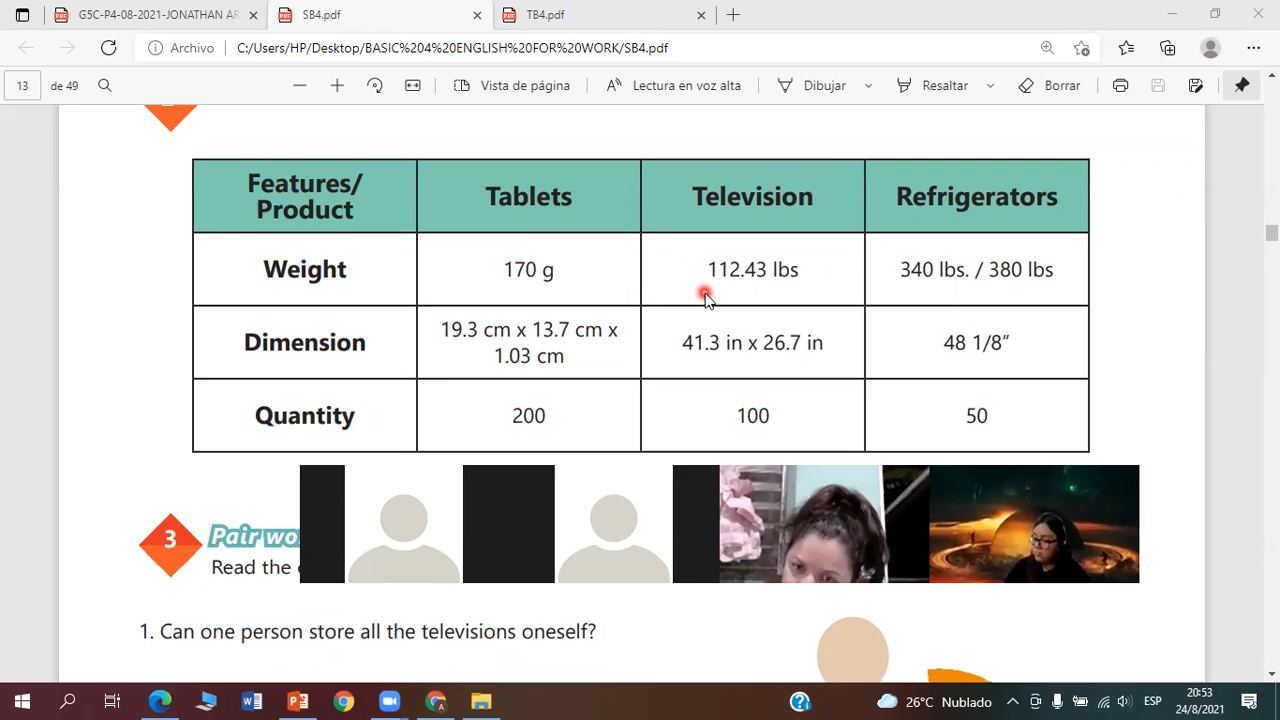 G5C-P4-08-2021-JONATHAN AR
SB4.pdf
TB4.pdf
Archivo
C:/Users/HP/Desktop/BASIC%204%20ENGLISH%20FOR%20WORK/SB4.pdf
13
de 49
Vista de página
Lectura en voz alta
Dibujar
Resaltar
Borrar
Features/
Product
Tablets
Television
Refrigerators
Weight
170 g
112.43 lbs
340 lbs. / 380 lbs
Dimension
19.3 cm x 13.7 cm x
1.03 cm
41.3 in x 26.7 in
48 1/8”
Quantity
200
100
50
3
Pair wo
Read the
1. Can one person store all the televisions oneself?
26°C Nublado
ESP
20:53
24/8/2021